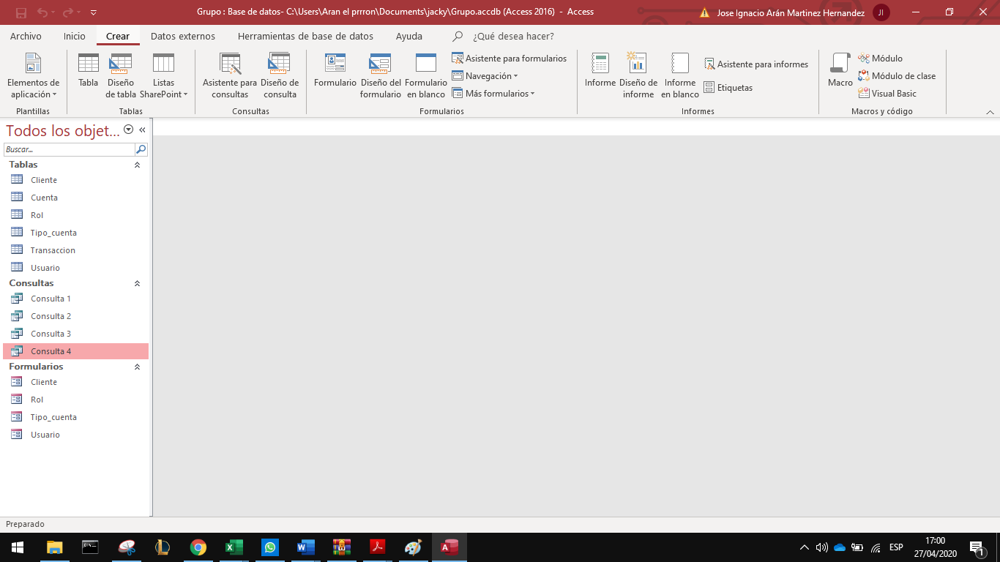 Grupo : Base de datos- C:\Users\Aran el prrron\Documents\jacky\Grupo.accdb (Access 2016)  -  Access
Jose Ignacio Arán Martinez Hernandez
JI
Archivo
Inicio
Crear
Datos externos
Herramientas de base de datos
Ayuda
¿Qué desea hacer?
Elementos de
aplicación
Plantillas
Tabla
Diseño
de tabla
Listas
SharePoint
Tablas
Asistente para
consultas
Diseño de
consulta
Consultas
Formulario
Diseño del
formulario
Formulario
en blanco
Asistente para formularios
Navegación
Más formularios
Formularios
Informe
Diseño de
informe
Informe
en blanco
Asistente para informes
Etiquetas
Informes
Macro
Módulo
Módulo de clase
Visual Basic
Macros y código
Todos los objet...
Buscar...
Tablas
Cliente
Cuenta
Rol
Tipo_cuenta
Transaccion
Usuario
Consultas
Consulta 1
Consulta 2
Consulta 3
Consulta 4
Formularios
Cliente
Rol
Tipo_cuenta
Usuario
Preparado
ESP
17:00
27/04/2020
1